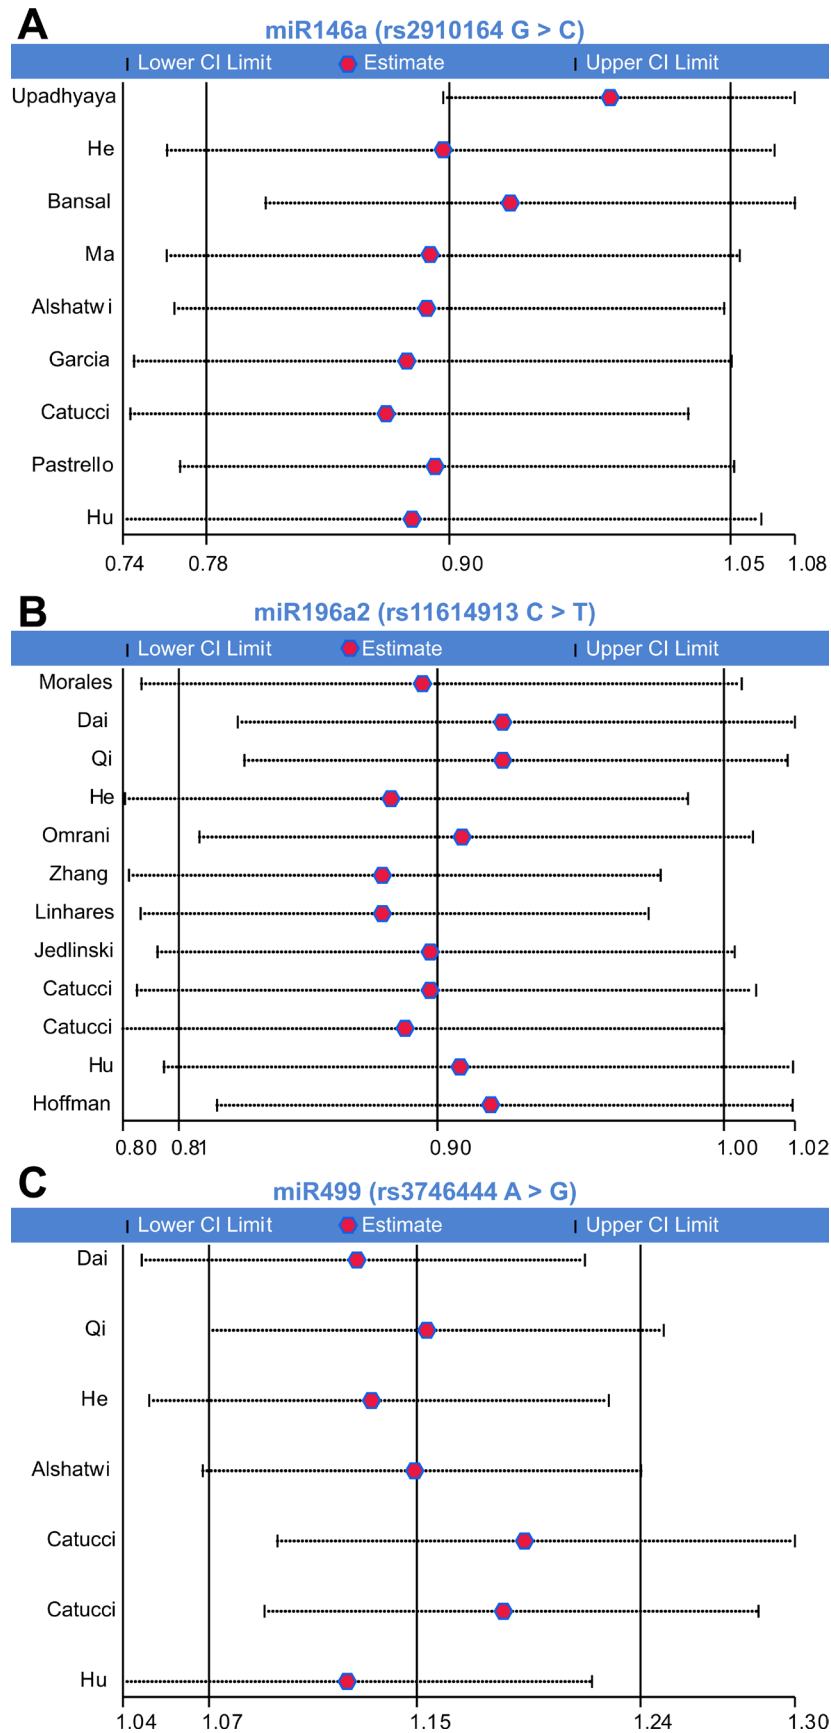 A
miR146a (rs2910164 G > C)
Lower CI Limit Estimate Upper CI Limit
Upadhyaya
He
Bansal
Ma
Alshatwi
Garcia
Catucci
Pastrello
Hu
0.74 0.78 0.90 1.05 1.08
B
miR196a2 (rs11614913 C > T)
Lower CI Limit Estimate Upper CI Limit
Morales
Dai
Qi
He
Omrani
Zhang
Linhares
Jedlinski
Catucci
Catucci
Hu
Hoffman
0.80 0.81 0.90 1.00 1.02
C
miR499 (rs3746444 A > G)
Lower CI Limit Estimate Upper CI Limit
Dai
Qi
He
Alshatwi
Catucci
Catucci
Hu
1.04 1.07 1.15 1.24 1.30